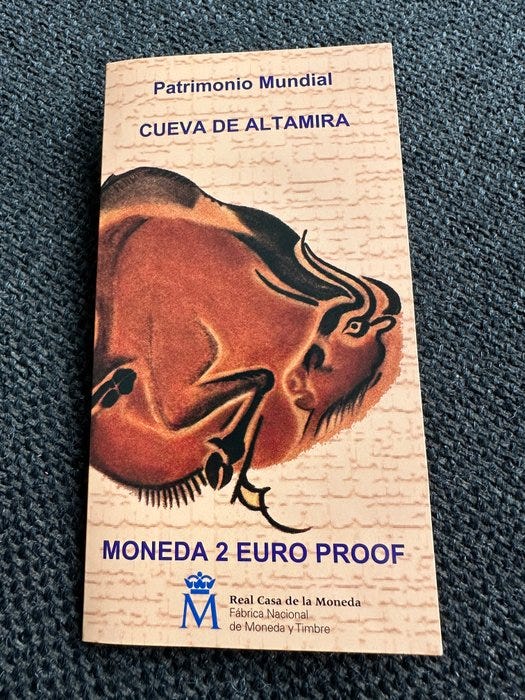 Patrimonio Mundial
CUEVA DE ALTAMIRA
MONEDA 2 EURO PROOF
M
Real Casa de la Moneda
Fábrica Nacional
de Moneda y Timbre